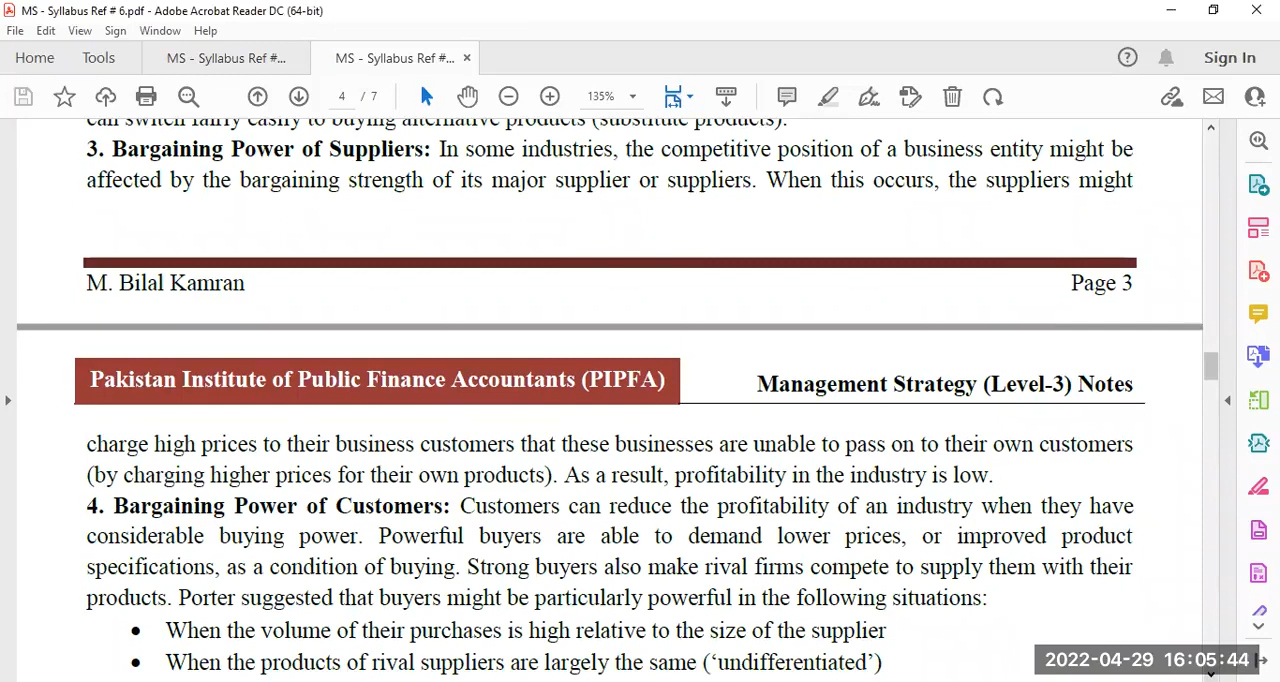 MS - Syllabus Ref # 6.pdf - Adobe Acrobat Reader DC (64-bit)
File Edit View Sign Window Help
Home Tools MS - Syllabus Ref #... MS - Syllabus Ref #... × Sign In
4 / 7 135%
can switch fairly easily to buying alternative products (substitute products).
3. Bargaining Power of Suppliers: In some industries, the competitive position of a business entity might be
affected by the bargaining strength of its major supplier or suppliers. When this occurs, the suppliers might
M. Bilal Kamran Page 3
Pakistan Institute of Public Finance Accountants (PIPFA) Management Strategy (Level-3) Notes
charge high prices to their business customers that these businesses are unable to pass on to their own customers
(by charging higher prices for their own products). As a result, profitability in the industry is low.
4. Bargaining Power of Customers: Customers can reduce the profitability of an industry when they have
considerable buying power. Powerful buyers are able to demand lower prices, or improved product
specifications, as a condition of buying. Strong buyers also make rival firms compete to supply them with their
products. Porter suggested that buyers might be particularly powerful in the following situations:
• When the volume of their purchases is high relative to the size of the supplier
• When the products of rival suppliers are largely the same (‘undifferentiated’)
2022-04-29 16:05:44